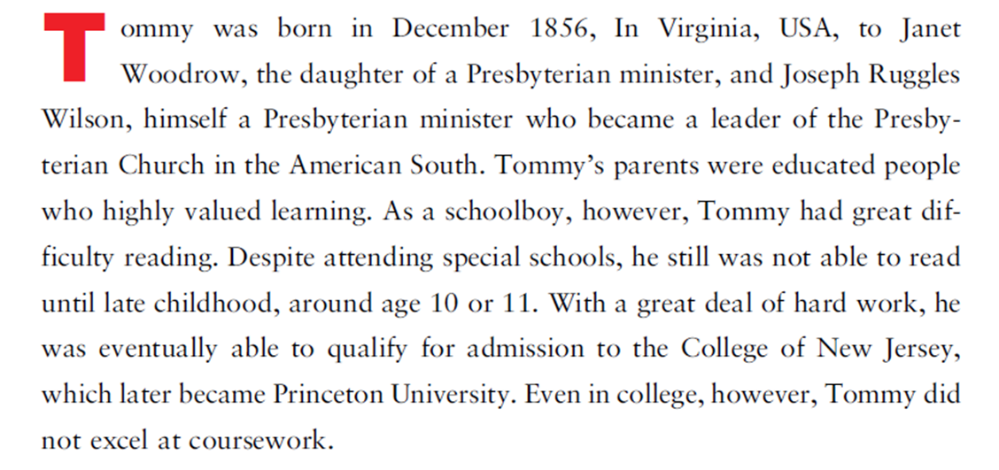 Tommy was born in December 1856, In Virginia, USA, to Janet
Woodrow, the daughter of a Presbyterian minister, and Joseph Ruggles
Wilson, himself a Presbyterian minister who became a leader of the Presby-
terian Church in the American South. Tommy’s parents were educated people
who highly valued learning. As a schoolboy, however, Tommy had great dif-
ficulty reading. Despite attending special schools, he still was not able to read
until late childhood, around age 10 or 11. With a great deal of hard work, he
was eventually able to qualify for admission to the College of New Jersey,
which later became Princeton University. Even in college, however, Tommy did
not excel at coursework.